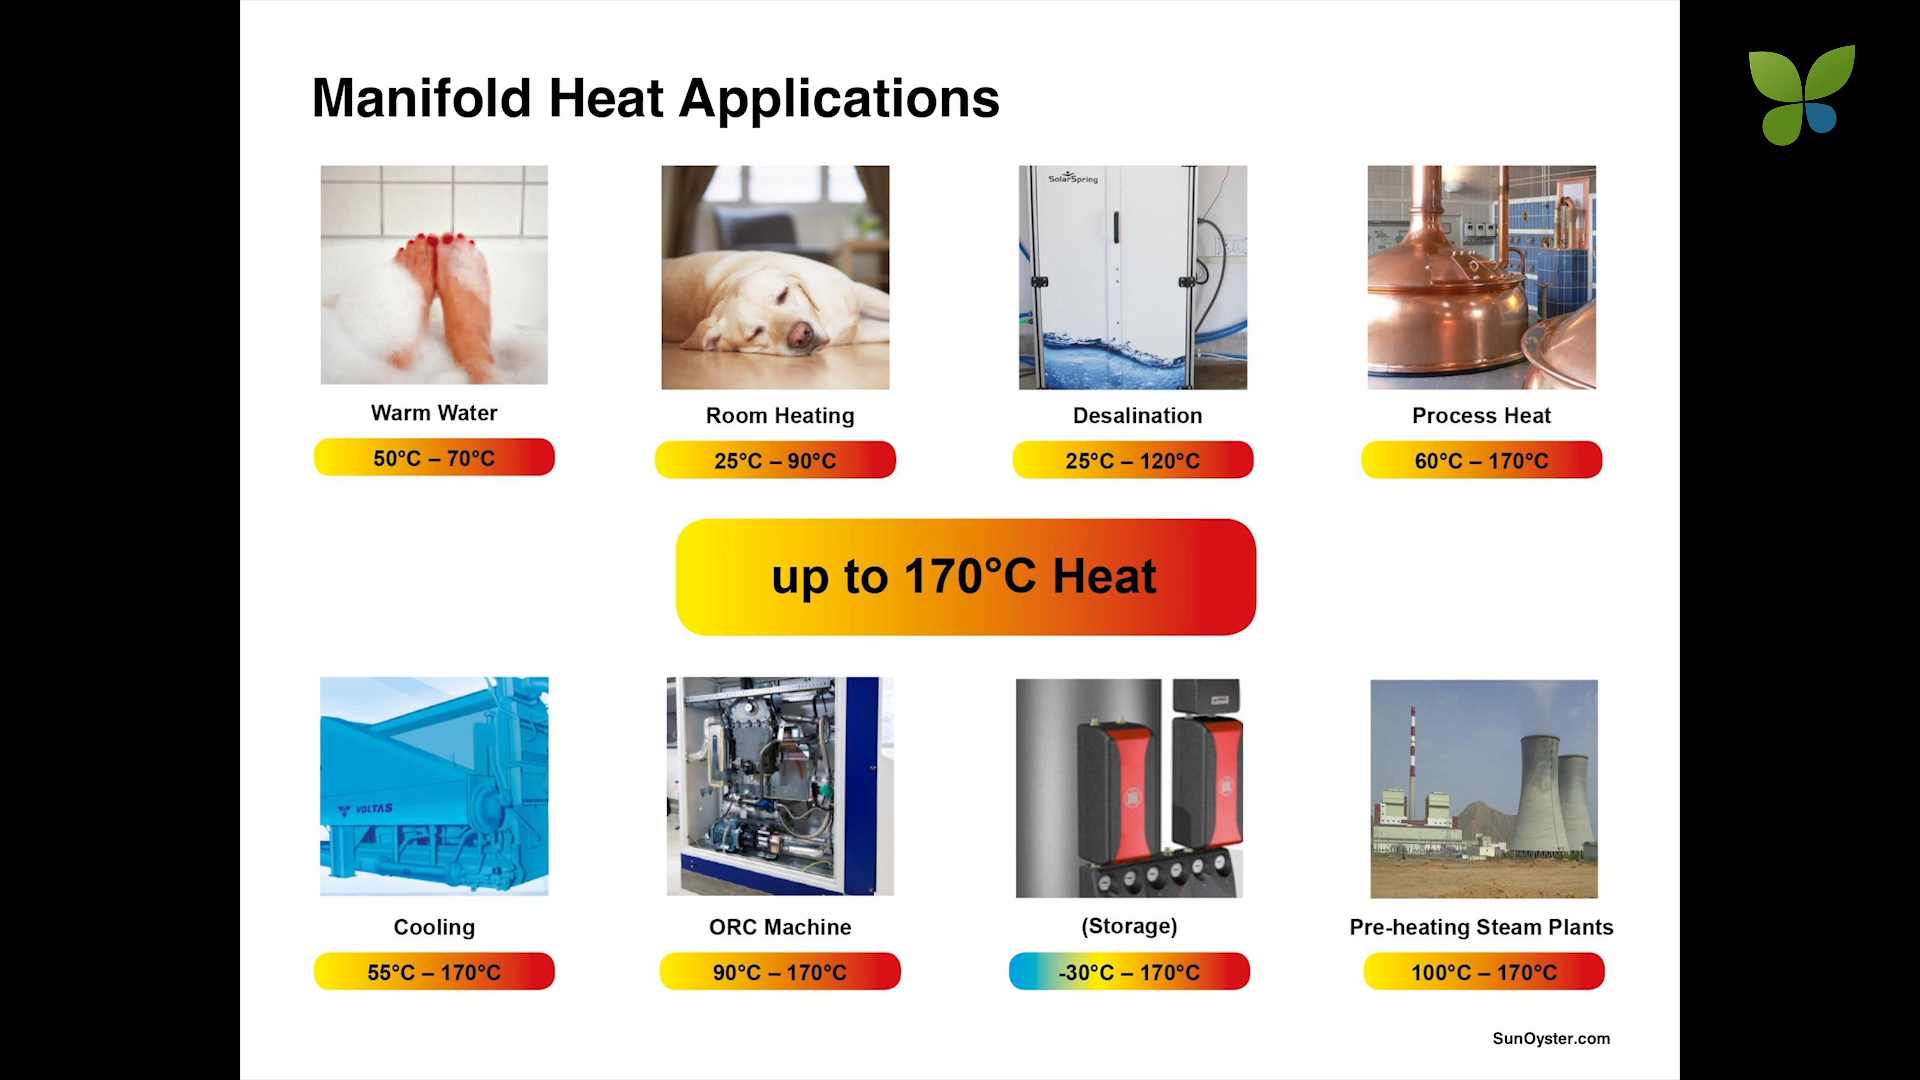 Manifold Heat Applications
SolarSpring
Warm Water
Room Heating
Desalination
Process Heat
50°C – 70°C
25°C – 90°C
25°C – 120°C
60°C – 170°C
up to 170°C Heat
VOLTAS
Cooling
ORC Machine
(Storage)
Pre-heating Steam Plants
55°C – 170°C
90°C – 170°C
-30°C – 170°C
100°C – 170°C
SunOyster.com